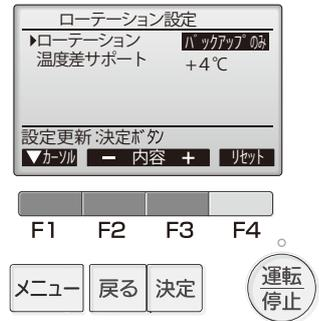 ローテーション設定
▶ローテーション バックアップのみ
温度差サポート +4℃
設定更新:決定ボタン
▼カーソル − 内容 + リセット
F1 F2 F3 F4
メニュー 戻る 決定 運転
停止